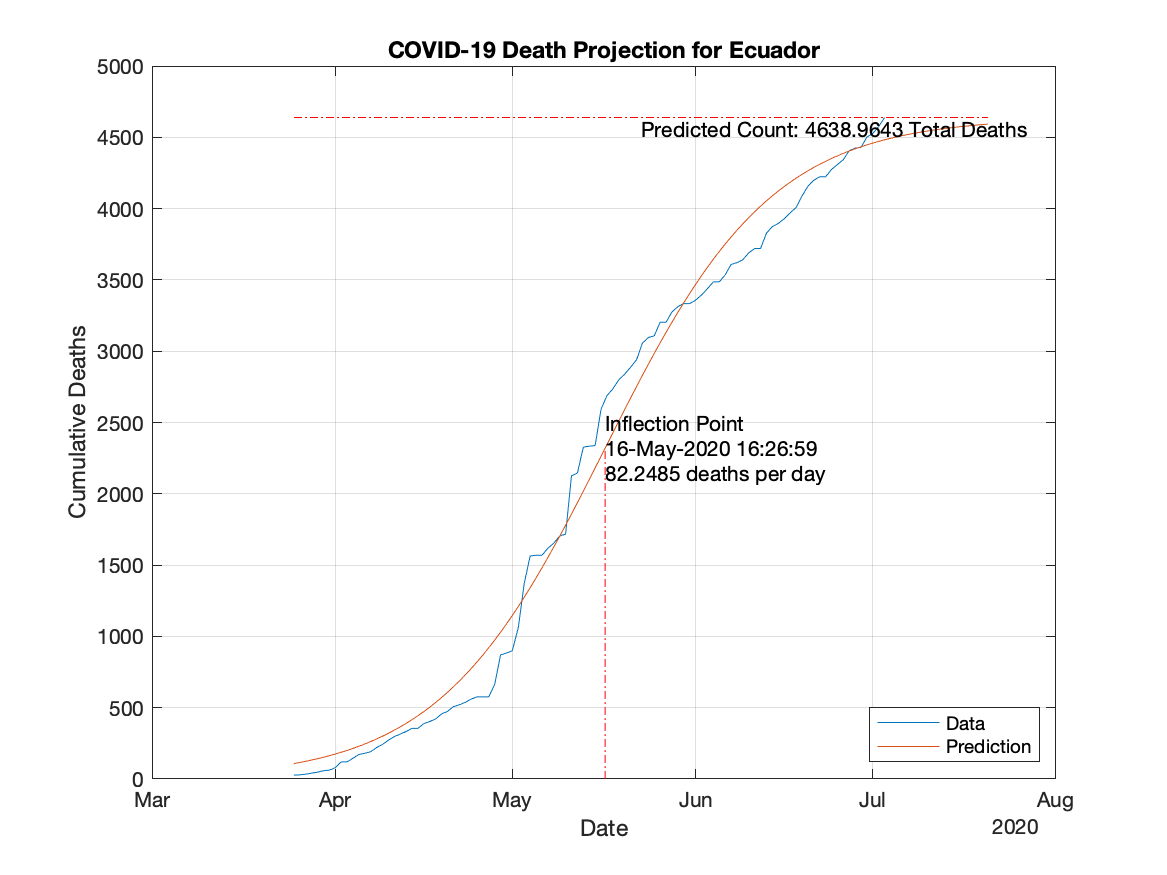 COVID-19 Death Projection for Ecuador
5000
4500
4000
3500
3000
2500
2000
1500
1000
500
0
Cumulative Deaths
Predicted Count: 4638.9643 Total Deaths
Inflection Point
16-May-2020 16:26:59
82.2485 deaths per day
Data
Prediction
Mar Apr May Jun Jul Aug
Date
2020